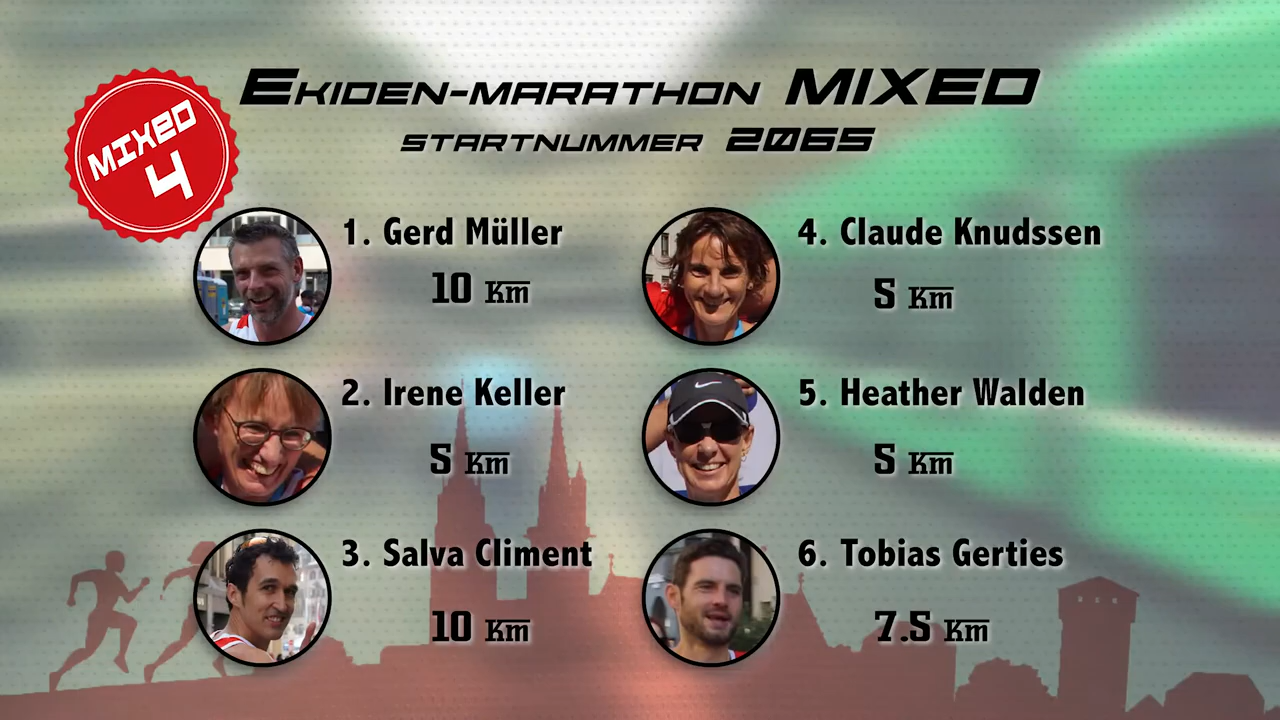 Ekiden-marathon MIXED
startnummer 2065
MIXED
4
1. Gerd Müller
10 Km
2. Irene Keller
5 Km
3. Salva Climent
10 Km
4. Claude Knudssen
5 Km
5. Heather Walden
5 Km
6. Tobias Gerties
7.5 Km